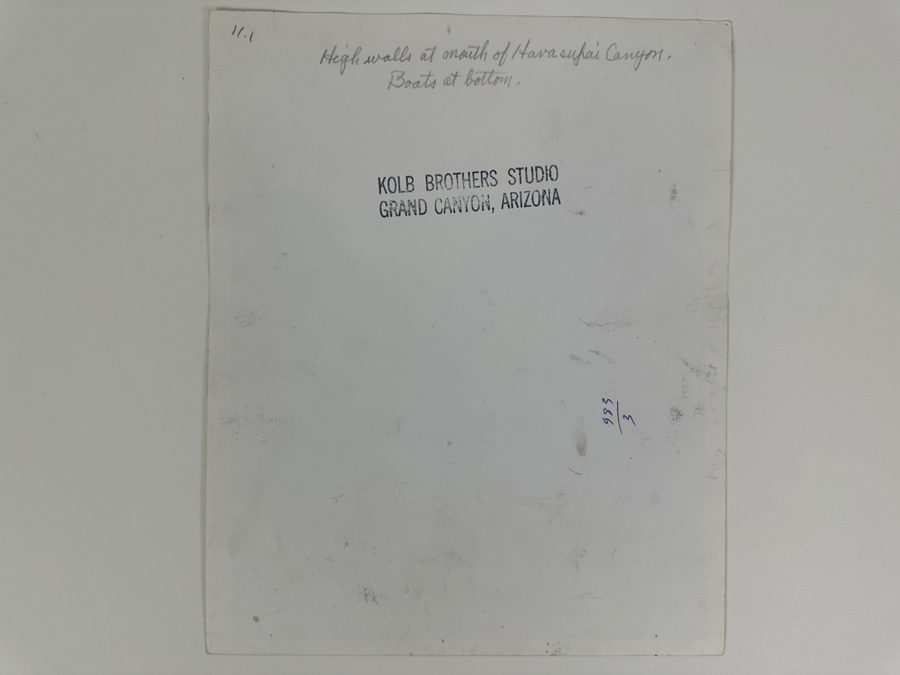 11.1
High walls at mouth of Havasupai Canyon.
Boats at bottom.
KOLB BROTHERS STUDIO
GRAND CANYON, ARIZONA
3